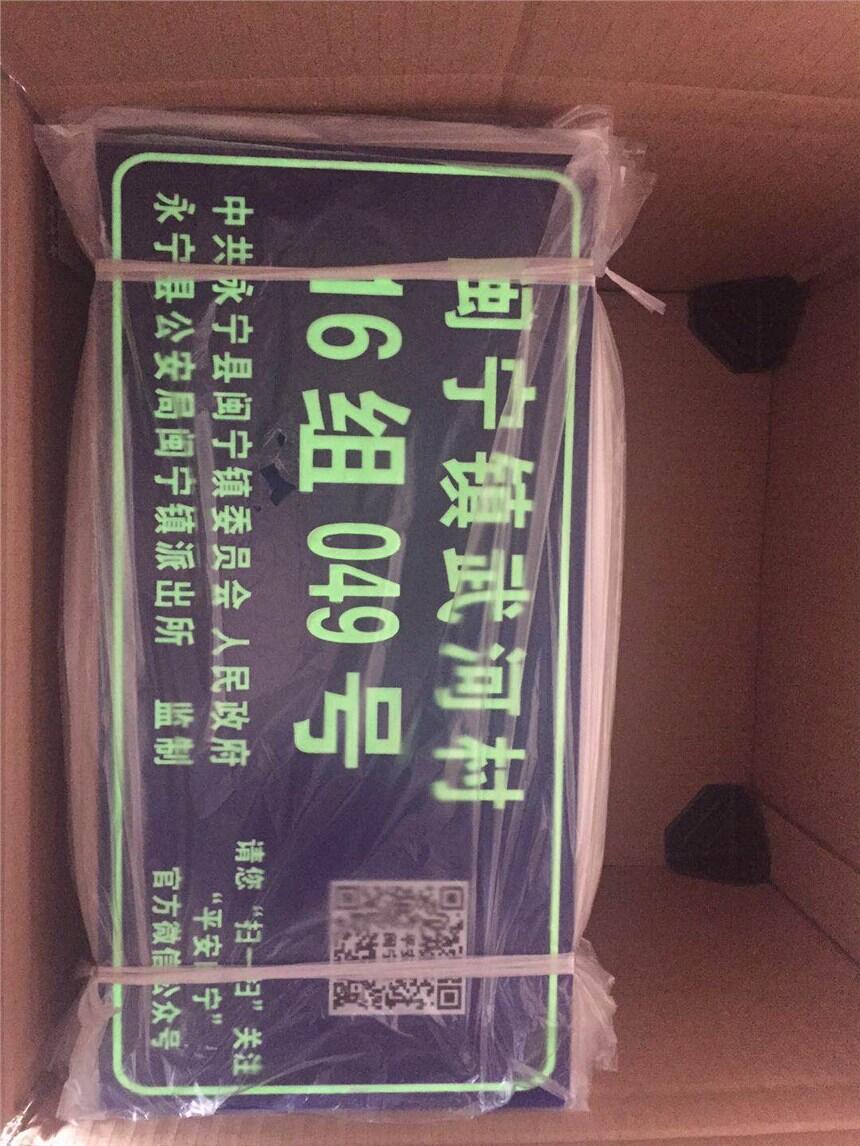 闽宁镇武河村
16组049号
中共永宁县闽宁镇委员会 人民政府
永宁县公安局闽宁镇派出所 监制
请您“扫一扫”关注
“平安闽宁”
官方微信公众号